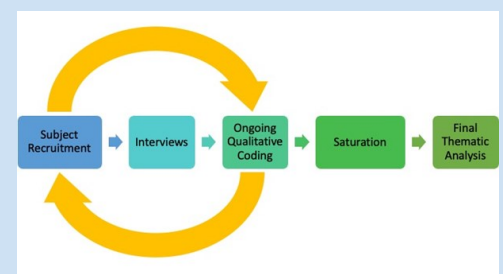 Subject
Recruitment
Interviews
Ongoing
Qualitative
Coding
Saturation
Final
Thematic
Analysis